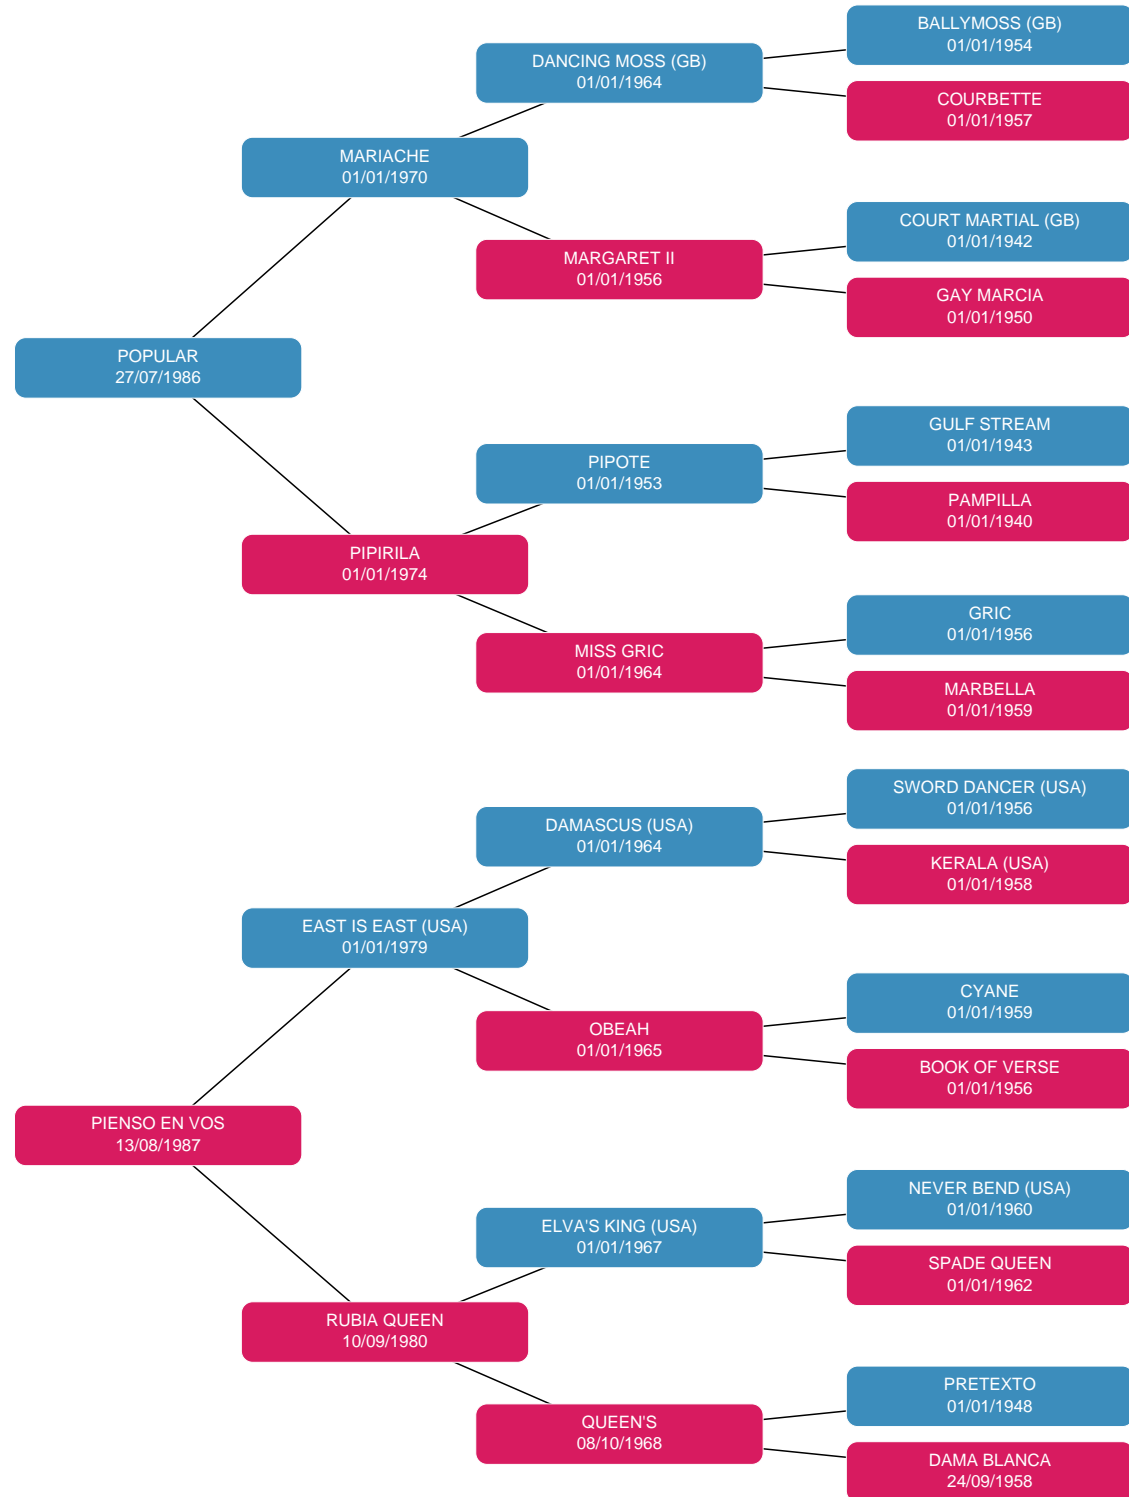 BALLYMOSS (GB)
01/01/1954
DANCING MOSS (GB)
01/01/1964
COURBETTE
01/01/1957
MARIACHE
01/01/1970
COURT MARTIAL (GB)
01/01/1942
MARGARET II
01/01/1956
GAY MARCIA
01/01/1950
POPULAR
27/07/1986
GULF STREAM
01/01/1943
PIPOTE
01/01/1953
PAMPILLA
01/01/1940
PIPIRILA
01/01/1974
GRIC
01/01/1956
MISS GRIC
01/01/1964
MARBELLA
01/01/1959
SWORD DANCER (USA)
01/01/1956
DAMASCUS (USA)
01/01/1964
KERALA (USA)
01/01/1958
EAST IS EAST (USA)
01/01/1979
CYANE
01/01/1959
OBEAH
01/01/1965
BOOK OF VERSE
01/01/1956
PIENSO EN VOS
13/08/1987
NEVER BEND (USA)
01/01/1960
ELVA'S KING (USA)
01/01/1967
SPADE QUEEN
01/01/1962
RUBIA QUEEN
10/09/1980
PRETEXTO
01/01/1948
QUEEN'S
08/10/1968
DAMA BLANCA
24/09/1958